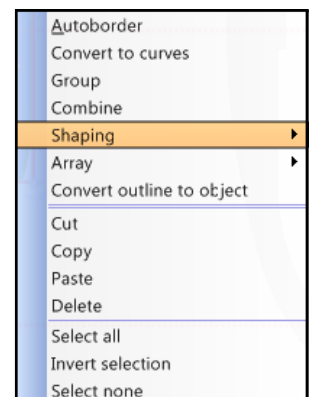 Autoborder
Convert to curves
Group
Combine
Shaping
Array
Convert outline to object
Cut
Copy
Paste
Delete
Select all
Invert selection
Select none